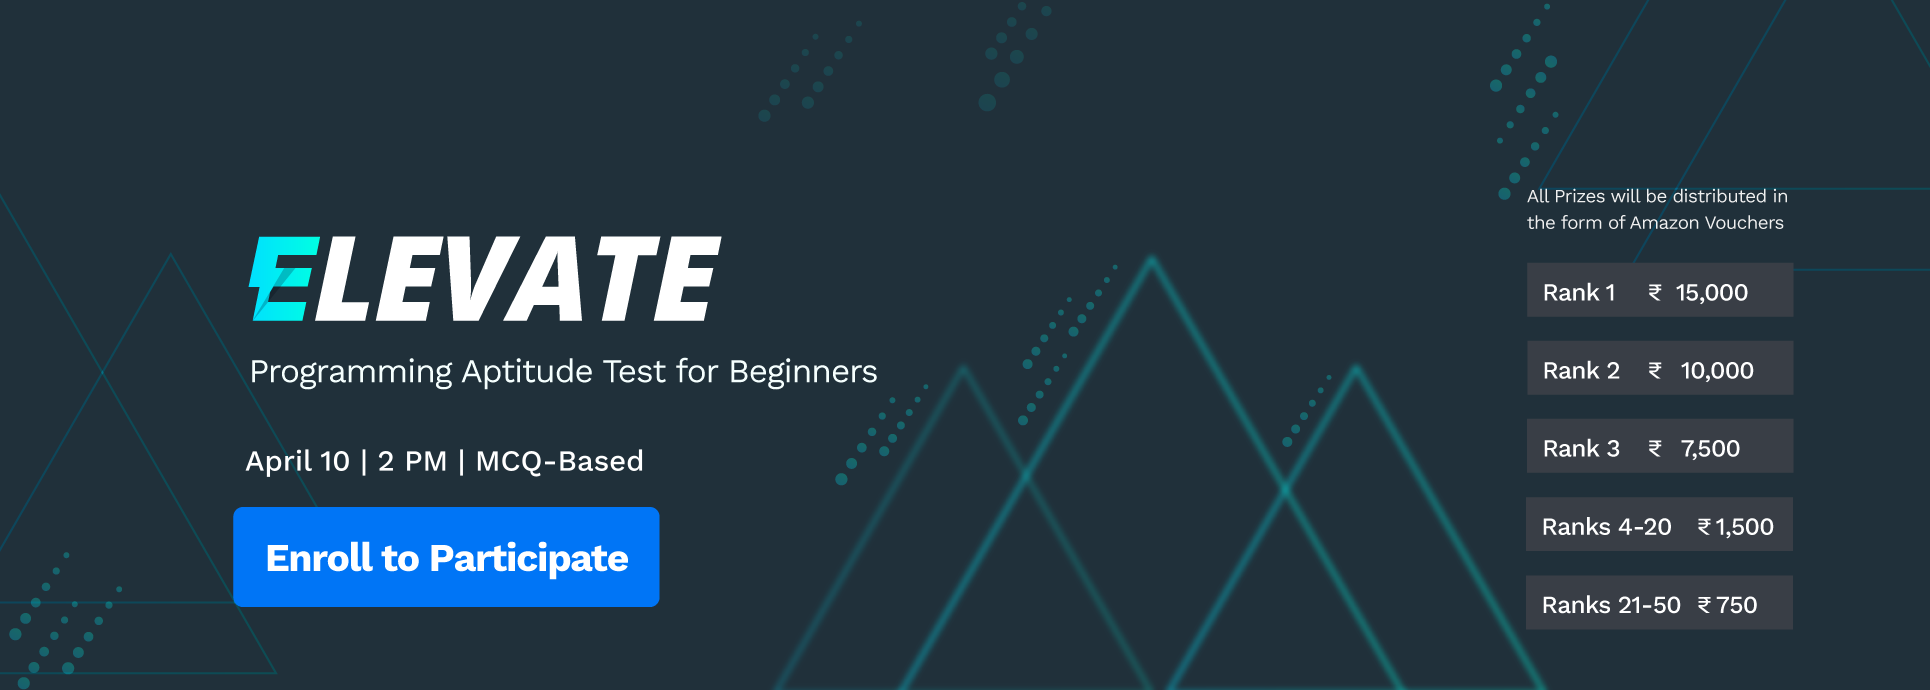 ELEVATE
Programming Aptitude Test for Beginners
April 10 | 2 PM | MCQ-Based
Enroll to Participate
All Prizes will be distributed in
the form of Amazon Vouchers
Rank 1 ₹ 15,000
Rank 2 ₹ 10,000
Rank 3 ₹ 7,500
Ranks 4-20 ₹ 1,500
Ranks 21-50 ₹ 750